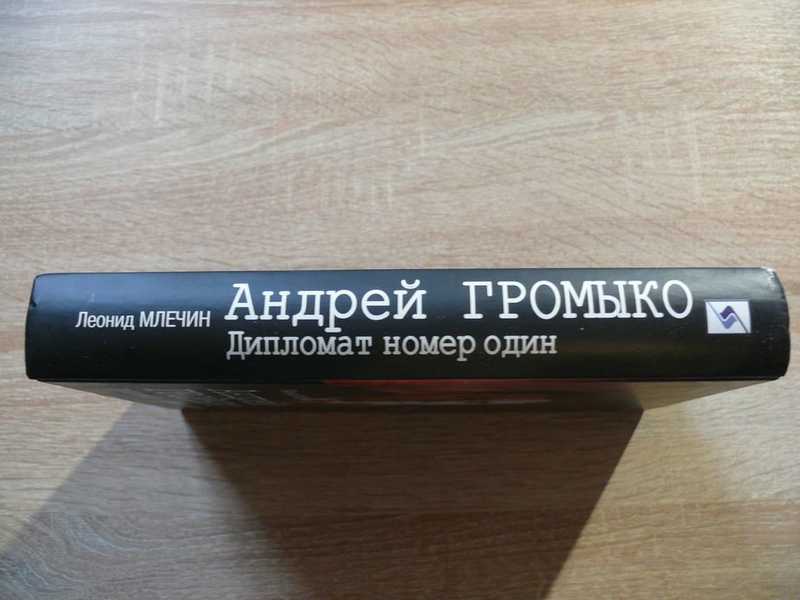 Леонид МЛЕЧИН
Андрей ГРОМЫКО
Дипломат номер один